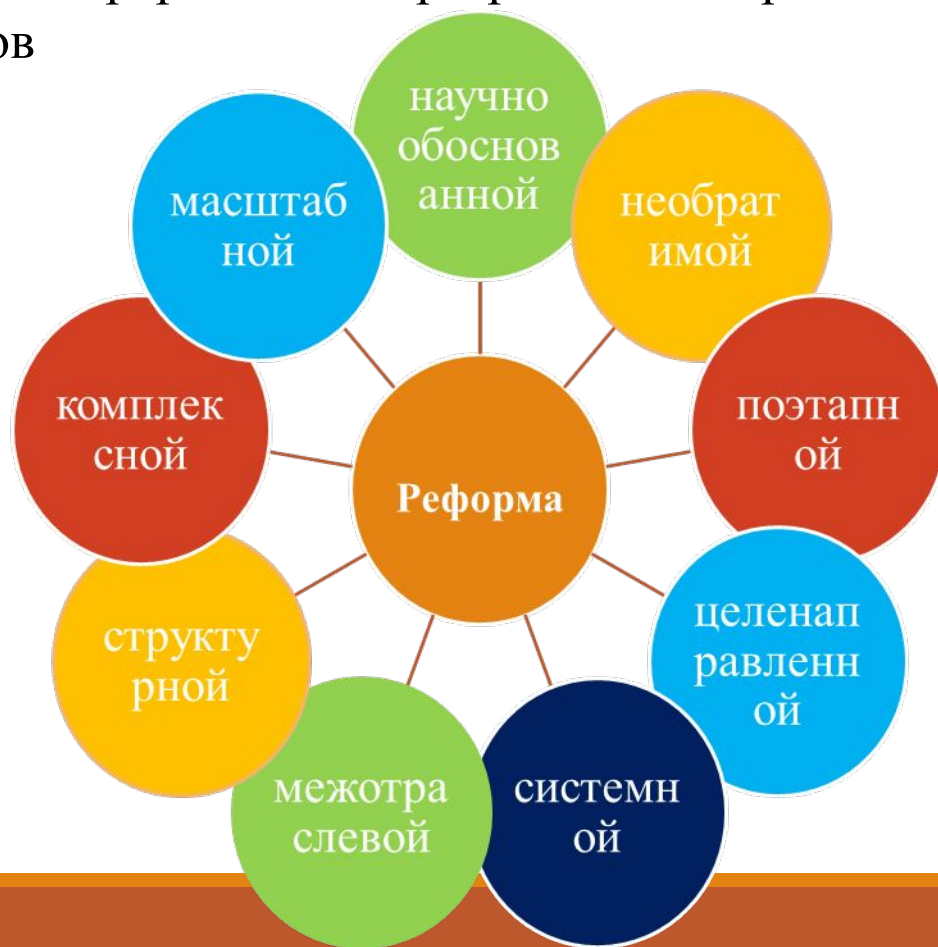 ов
научно
обоснов
анной
необрат
имой
поэтапн
ой
целенап
равленн
ой
системн
ой
межотра
слевой
структу
рной
комплек
сной
масштаб
ной
Реформа